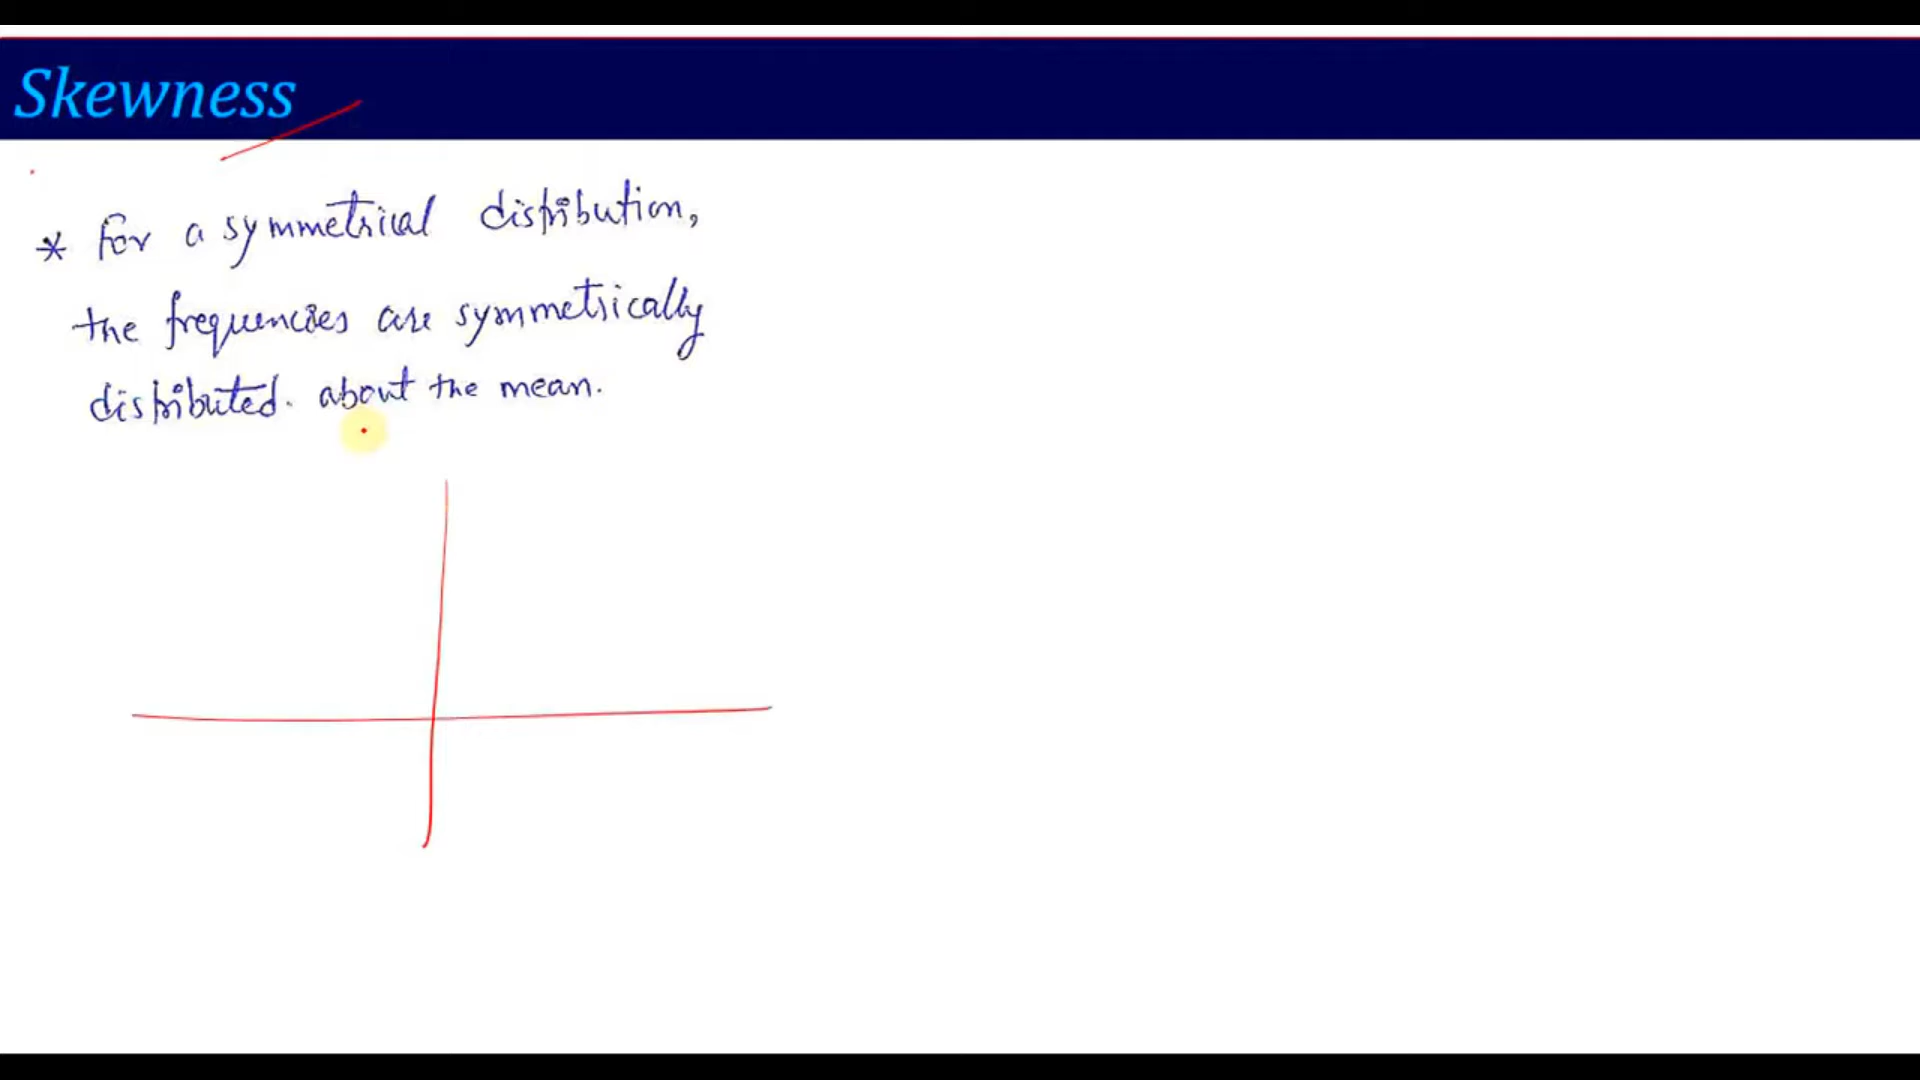 Skewness
* For a symmetrical distribution,
the frequencies are symmetrically
distributed. about the mean.